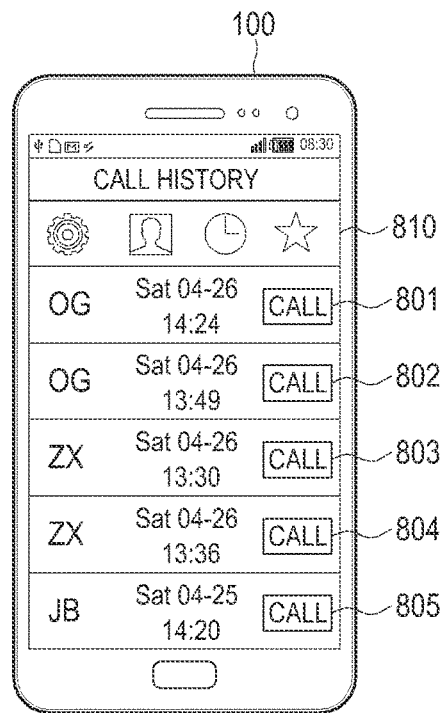 100
08:30
CALL HISTORY
810
OG Sat 04-26 14:24 CALL 801
OG Sat 04-26 13:49 CALL 802
ZX Sat 04-26 13:30 CALL 803
ZX Sat 04-26 13:36 CALL 804
JB Sat 04-25 14:20 CALL 805